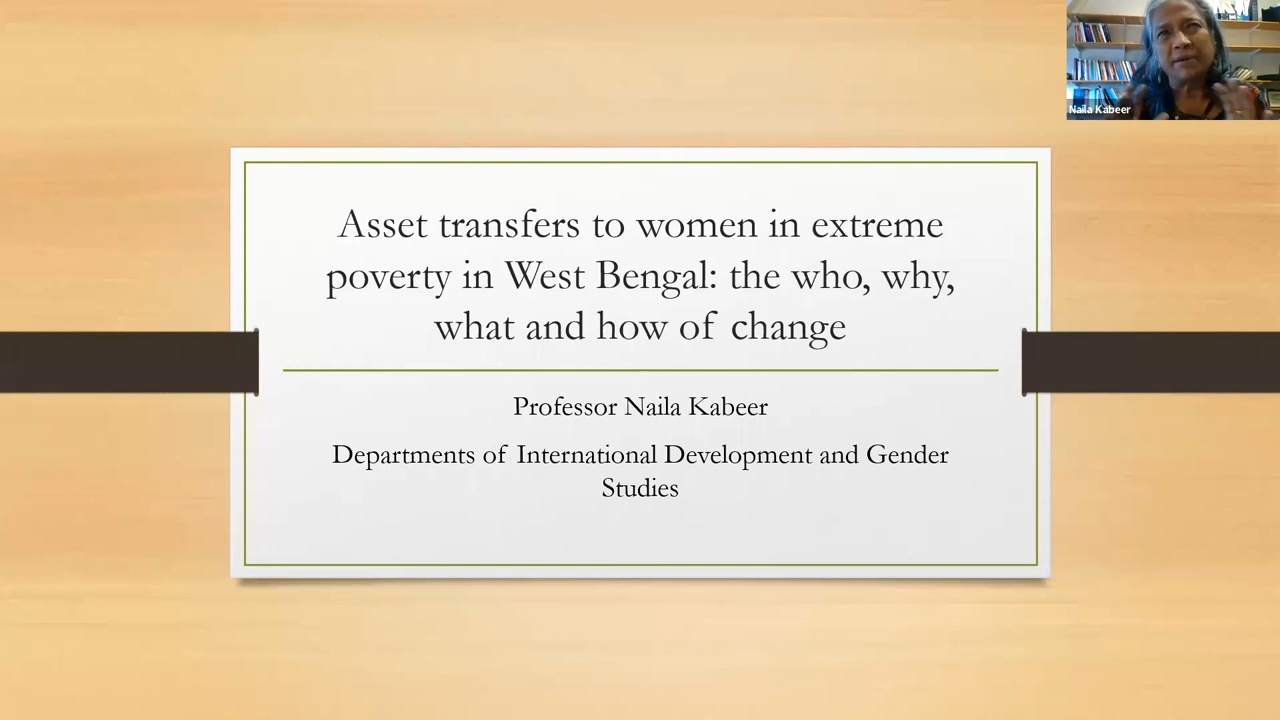 Naila Kabeer
Asset transfers to women in extreme
poverty in West Bengal: the who, why,
what and how of change
Professor Naila Kabeer
Departments of International Development and Gender
Studies